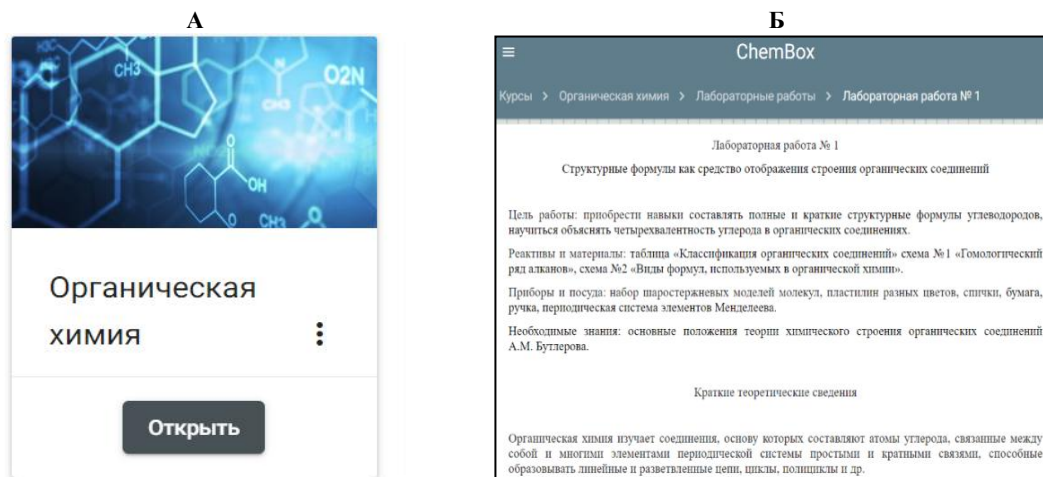 А
CH3
N
CH3
O2N
O
OH
O
CH3
O
Органическая
химия
Открыть
Б
ChemBox
Курсы > Органическая химия > Лабораторные работы > Лабораторная работа № 1
Лабораторная работа № 1
Структурные формулы как средство отображения строения органических соединений
Цель работы: приобрести навыки составлять полные и краткие структурные формулы углеводородов,
научиться объяснять четырехвалентность углерода в органических соединениях.
Реактивы и материалы: таблица «Классификация органических соединений» схема №1 «Гомологический
ряд алканов», схема №2 «Виды формул, используемых в органической химии».
Приборы и посуда: набор шаростержневых моделей молекул, пластилин разных цветов, спички, бумага,
ручка, периодическая система элементов Менделеева.
Необходимые знания: основные положения теории химического строения органических соединений
А.М. Бутлерова.
Краткие теоретические сведения
Органическая химия изучает соединения, основу которых составляют атомы углерода, связанные между
собой и многими элементами периодической системы простыми и кратными связями, способные
образовывать линейные и разветвленные цепи, циклы, полициклы и др.